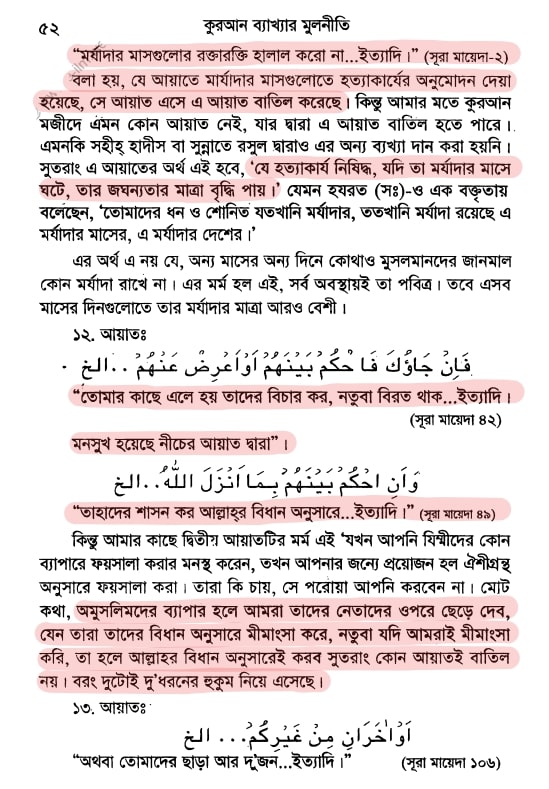 ৫২ কুরআন ব্যাখ্যার মুলনীতি
“মর্যাদার মাসগুলোর রক্তারক্তি হালাল করো না...ইত্যাদি।” (সূরা মায়েদা-২)
বলা হয়, যে আয়াতে মার্যাদার মাসগুলোতে হত্যাকার্যের অনুমোদন দেয়া
হয়েছে, সে আয়াত এসে এ আয়াত বাতিল করেছে। কিন্তু আমার মতে কুরআন
মজীদে এমন কোন আয়াত নেই, যার দ্বারা এ আয়াত বাতিল হতে পারে।
এমনকি সহীহ্ হাদীস বা সুন্নাতে রসুল দ্বারাও এর অন্য ব্যখ্যা দান করা হয়নি।
সুতরাং এ আয়াতের অর্থ এই হবে, ‘যে হত্যাকার্য নিষিদ্ধ, যদি তা মর্যাদার মাসে
ঘটে, তার জঘন্যতার মাত্রা বৃদ্ধি পায়।’ যেমন হযরত (সঃ)-ও এক বক্তৃতায়
বলেছেন, ‘তোমাদের ধন ও শোনিত যতখানি মর্যাদার, ততখানি মর্যাদা রয়েছে এ
মর্যাদার মাসের, এ মর্যাদার দেশের।’
এর অর্থ এ নয় যে, অন্য মাসের অন্য দিনে কোথাও মুসলমানদের জানমাল
কোন মর্যাদা রাখে না। এর মর্ম হল এই, সর্ব অবস্থায়ই তা পবিত্র। তবে এসব
মাসের দিনগুলোতে তার মর্যাদার মাত্রা আরও বেশী।
১২. আয়াতঃ
فَاِنْ جَاؤُكَ فَا حْكُمْ بَيْنَهُمْ اَوْاَعْرِضْ عَنْهُمْ ...الخ
“তোমার কাছে এলে হয় তাদের বিচার কর, নতুবা বিরত থাক...ইত্যাদি।
(সূরা মায়েদা ৪২)
মনসুখ হয়েছে নীচের আয়াত দ্বারা”।
وَاَنِ احْكُمْ بَيْنَهُمْ بِمَا اَنْزَلَ اللّٰهُ...الخ
“তাহাদের শাসন কর আল্লাহ্‌র বিধান অনুসারে...ইত্যাদি।” (সূরা মায়েদা ৪৯)
কিন্তু আমার কাছে দ্বিতীয় আয়াতটির মর্ম এই ‘যখন আপনি যিম্মীদের কোন
ব্যাপারে ফয়সালা করার মনস্থ করেন, তখন আপনার জন্যে প্রয়োজন হল ঐশীগ্রন্থ
অনুসারে ফয়সালা করা। তারা কি চায়, সে পরোয়া আপনি করবেন না। মোট
কথা, অমুসলিমদের ব্যাপার হলে আমরা তাদের নেতাদের ওপরে ছেড়ে দেব,
যেন তারা তাদের বিধান অনুসারে মীমাংসা করে, নতুবা যদি আমরাই মীমাংসা
করি, তা হলে আল্লাহর বিধান অনুসারেই করব সুতরাং কোন আয়াতই বাতিল
নয়। বরং দুটোই দু’ধরনের হুকুম নিয়ে এসেছে।
১৩. আয়াতঃ
اَوْاٰخَرَانِ مِنْ غَيْرِكُمْ... الخ
“অথবা তোমাদের ছাড়া আর দু’জন...ইত্যাদি।” (সূরা মায়েদা ১০৬)